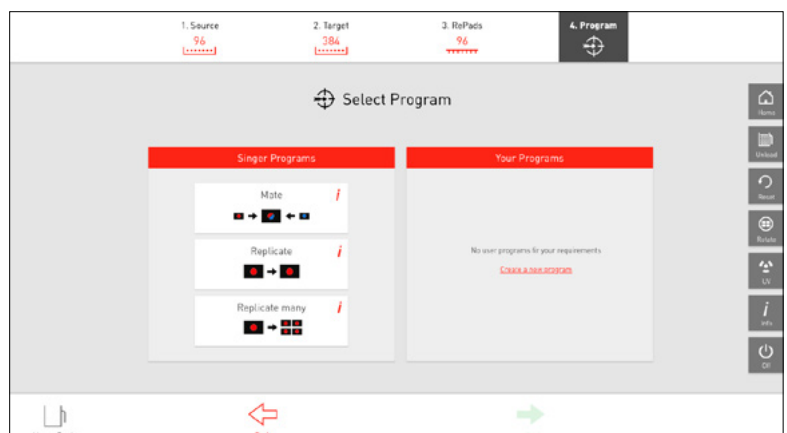 1. Source
2. Target
3. RePads
4. Program
96
384
96
Select Program
Singer Programs
Your Programs
Mate
i
Replicate
i
Replicate many
i
No user programs fit your requirements
Create a new program
Home
Unload
Reset
Rotate
UV
i
Info
Off